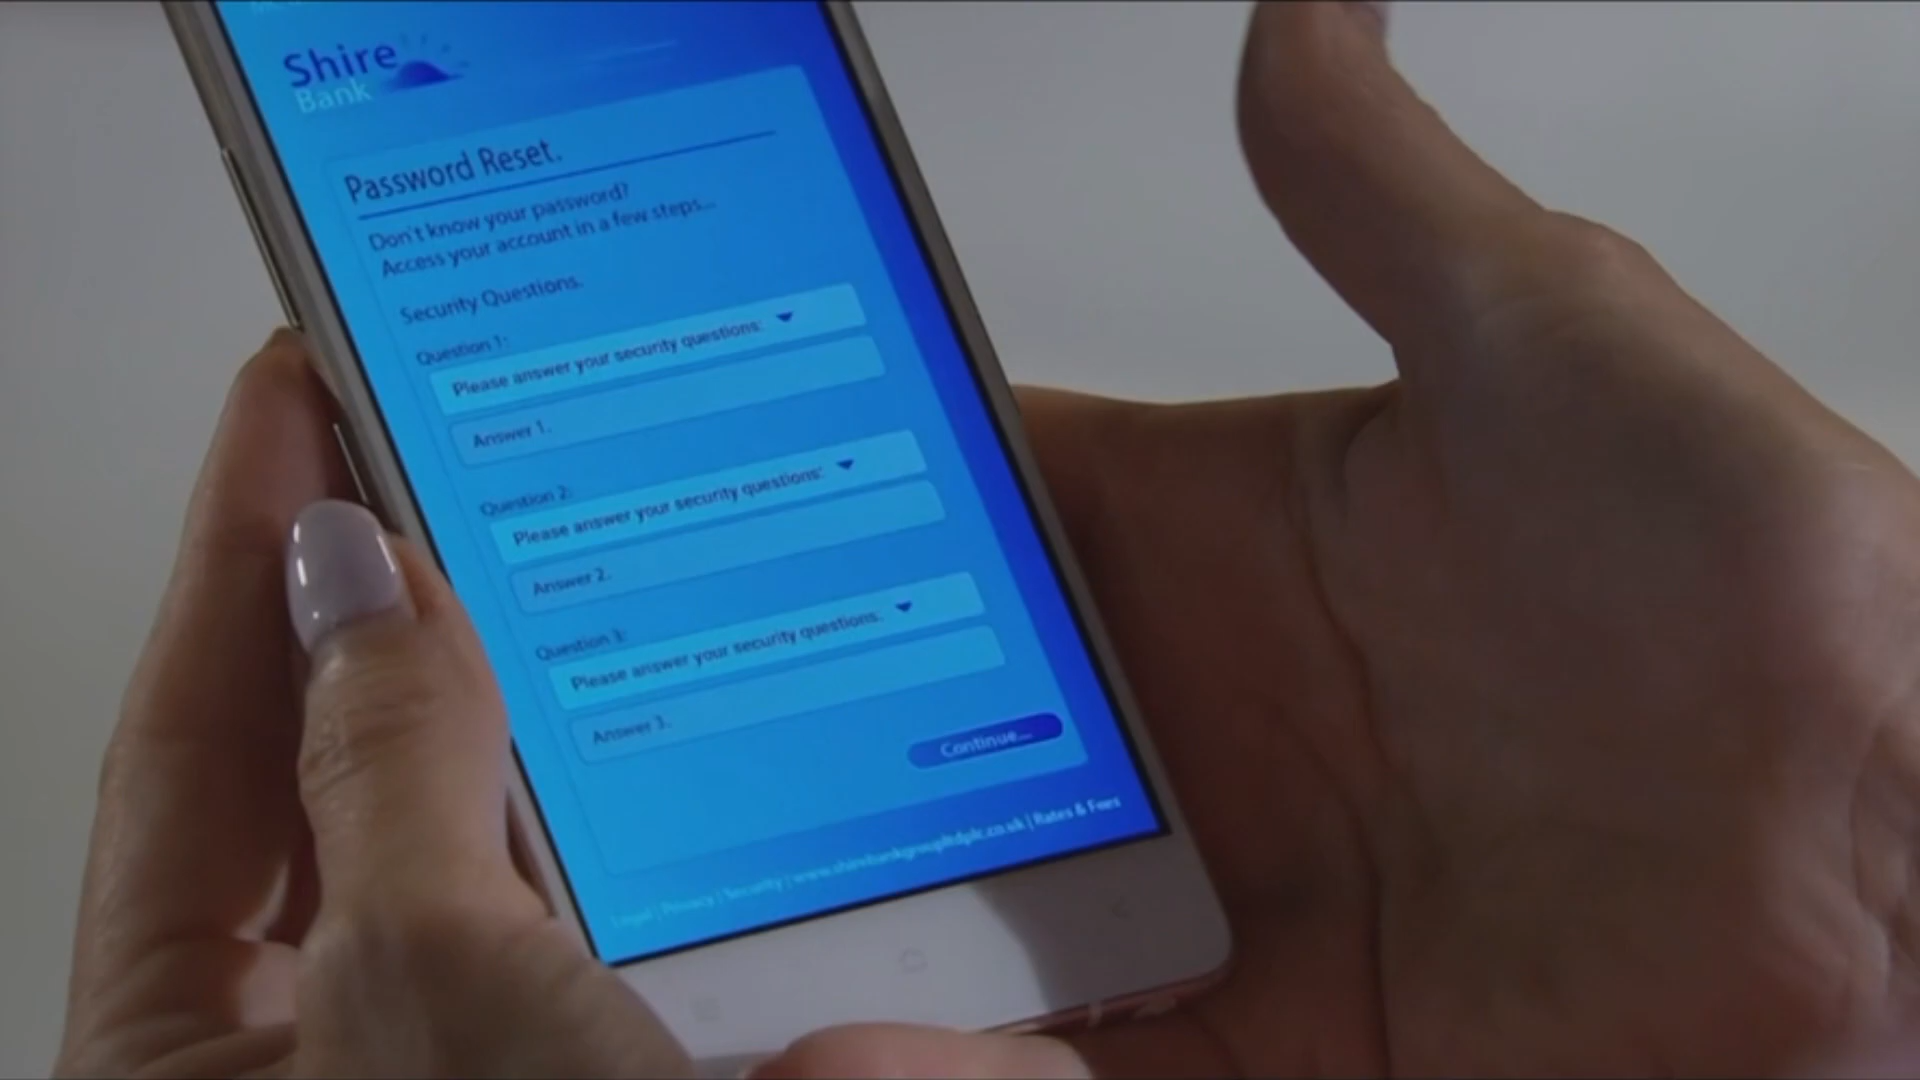 Shire
Bank
Password Reset.
Don't know your password?
Access your account in a few steps...
Security Questions.
Question 1:
Please answer your security questions:
Answer 1.
Question 2:
Please answer your security questions:
Answer 2.
Question 3:
Please answer your security questions:
Answer 3.
Continue...
Legal | Privacy | Security | www.shirebankgroupltdplc.co.uk | Rates & Fees